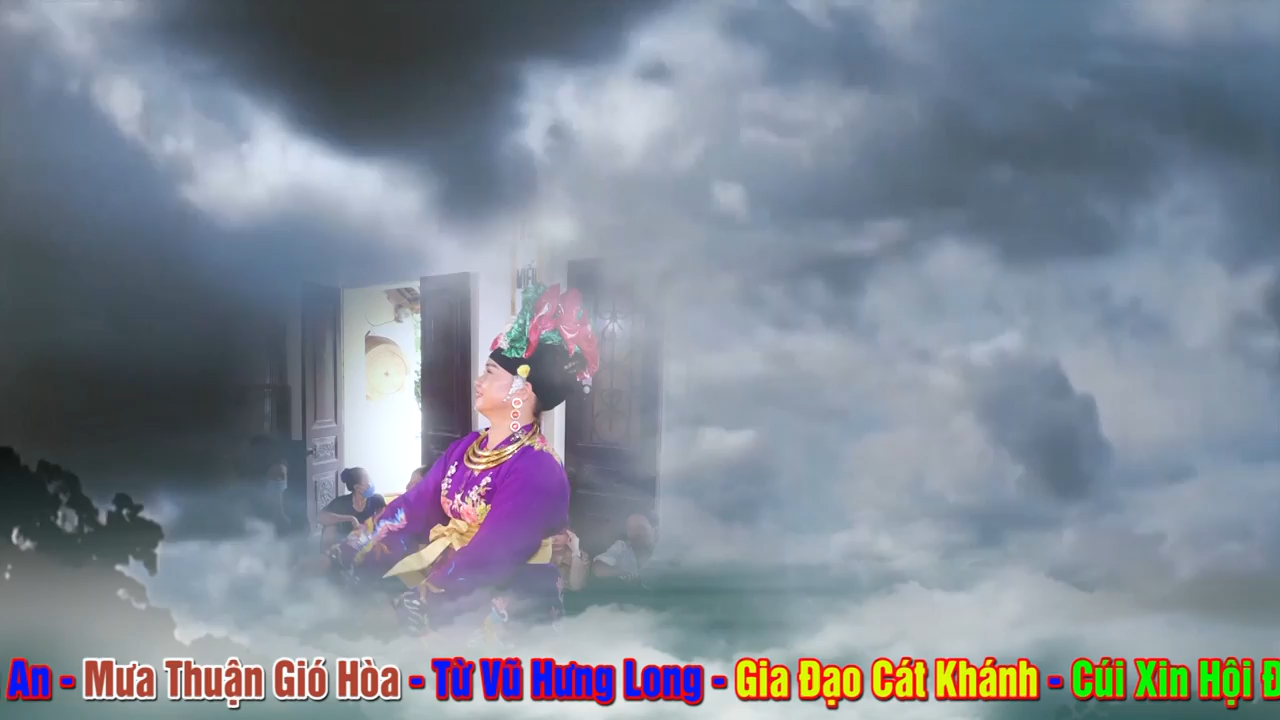 An - Mưa Thuận Gió Hòa - Từ Vũ Hưng Long - Gia Đạo Cát Khánh - Cúi Xin Hội Đ